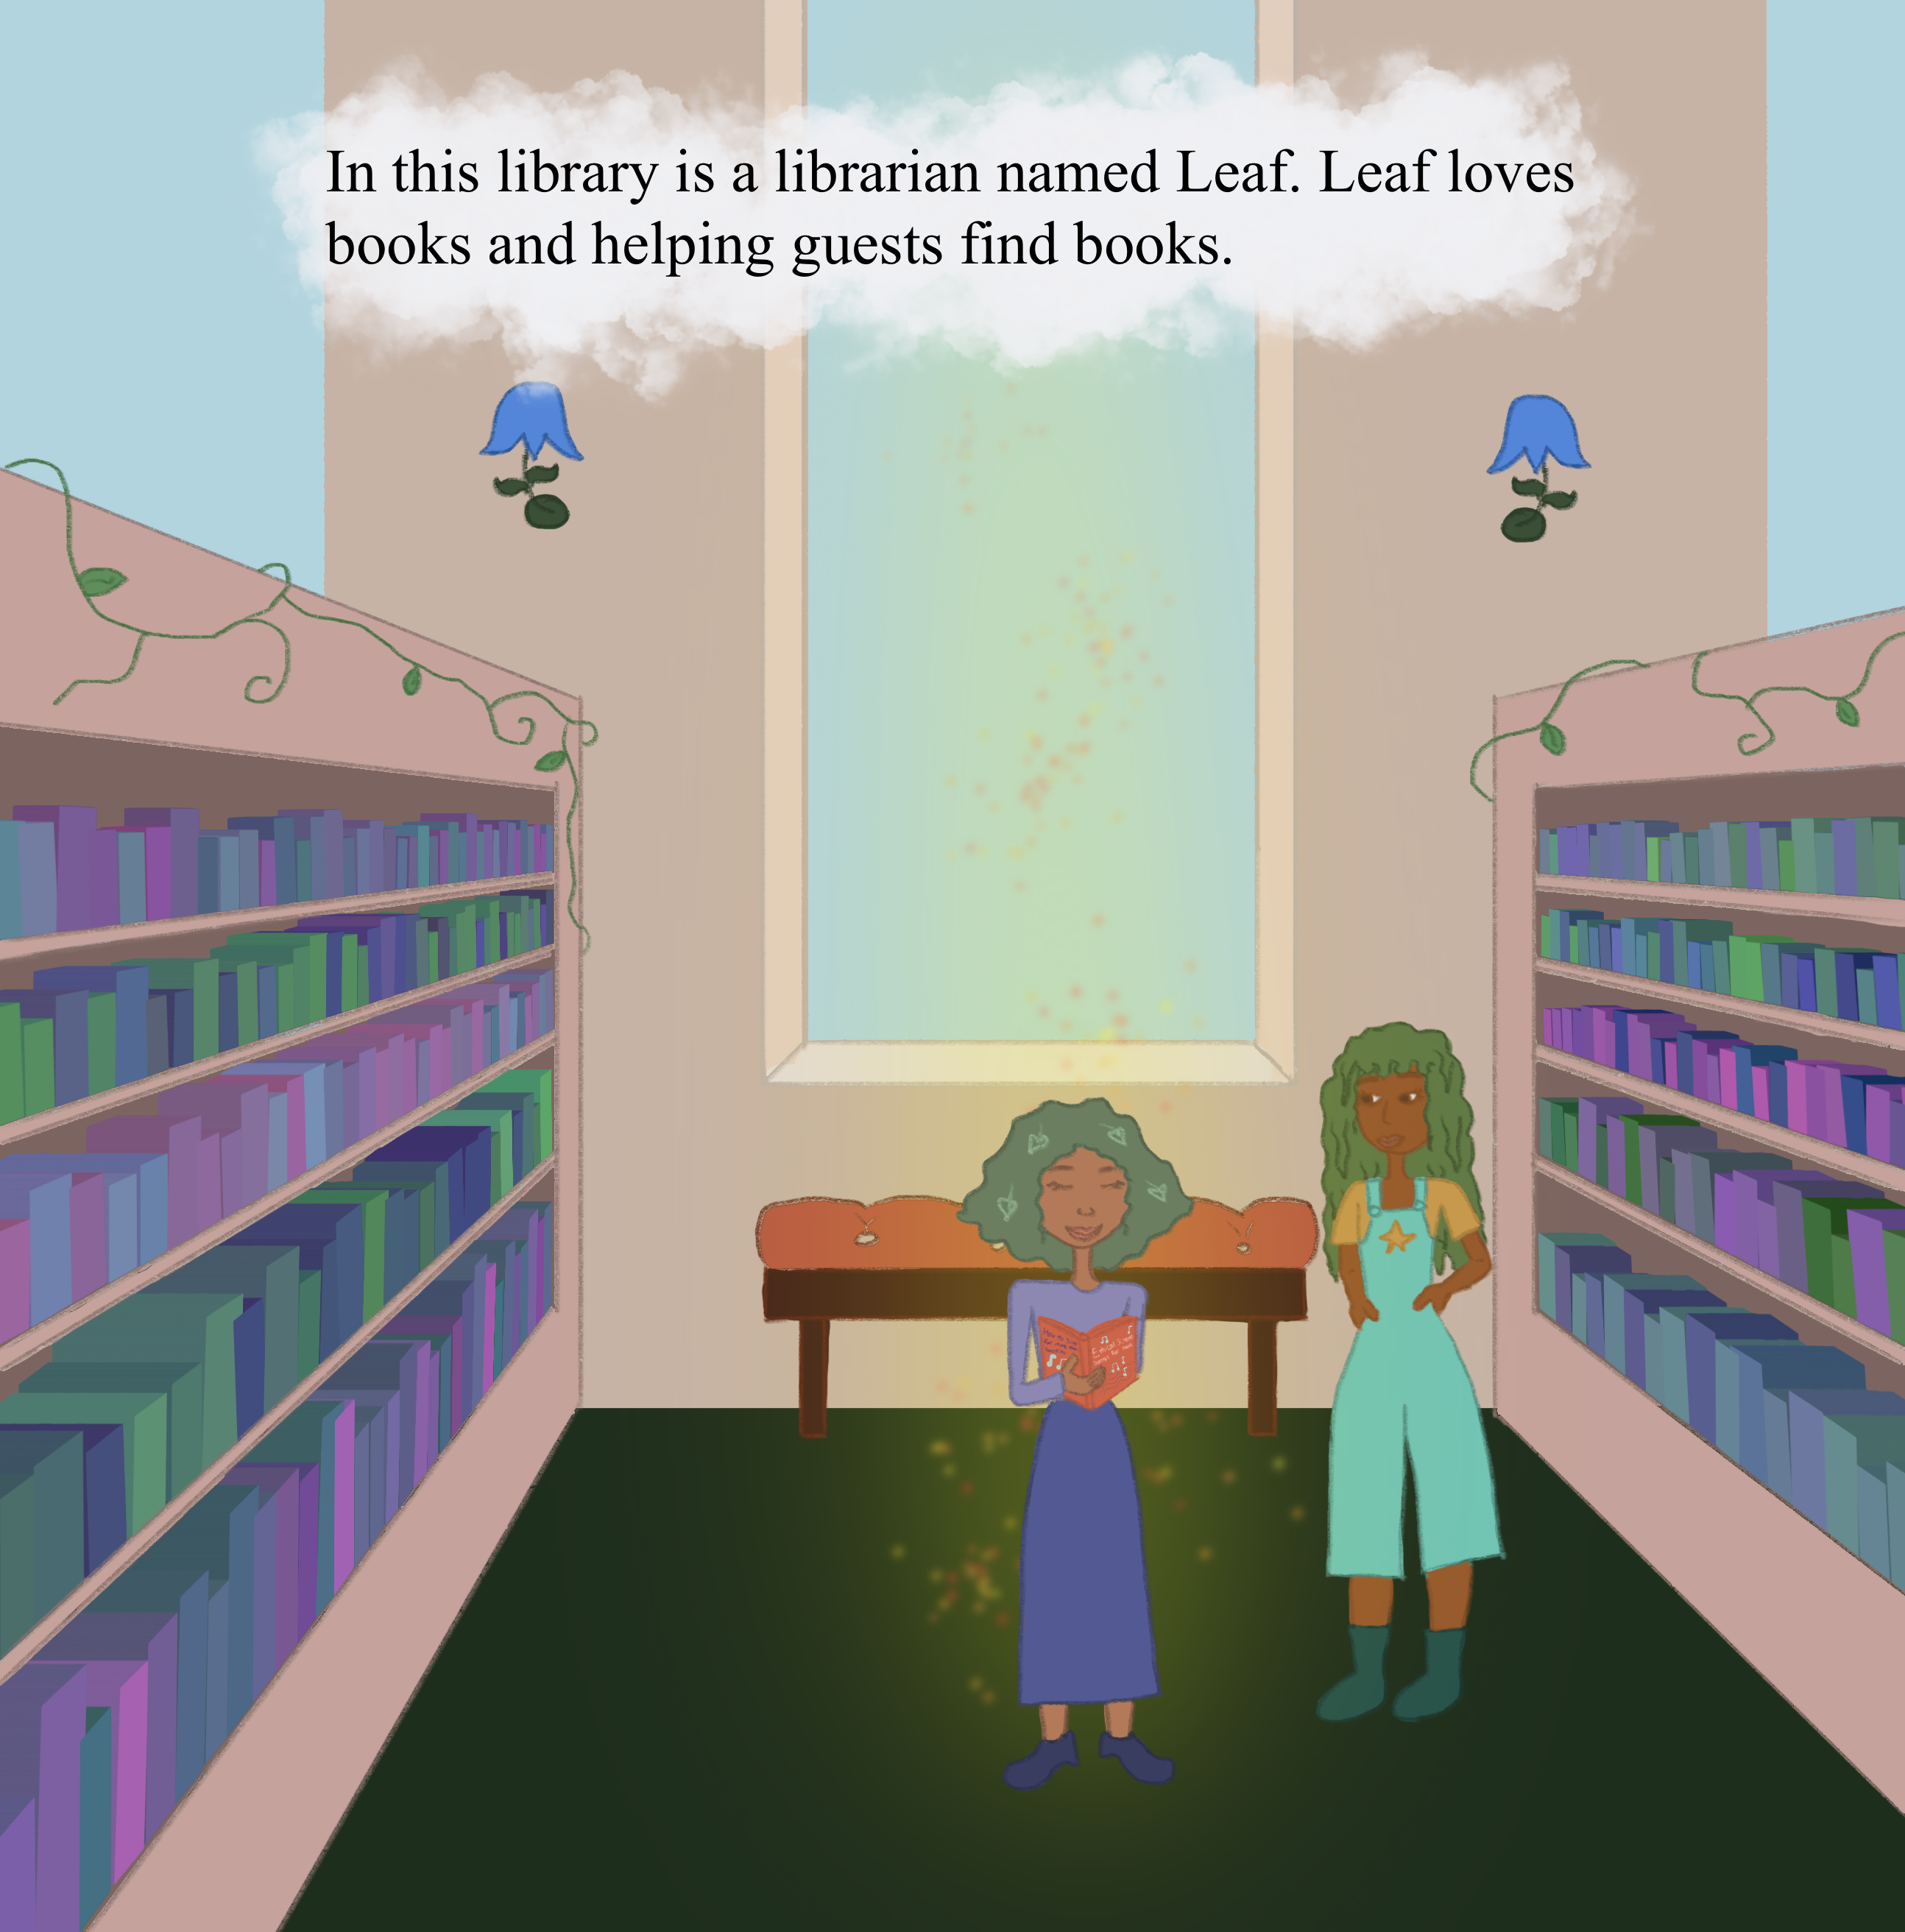 In this library is a librarian named Leaf. Leaf loves
books and helping guests find books.